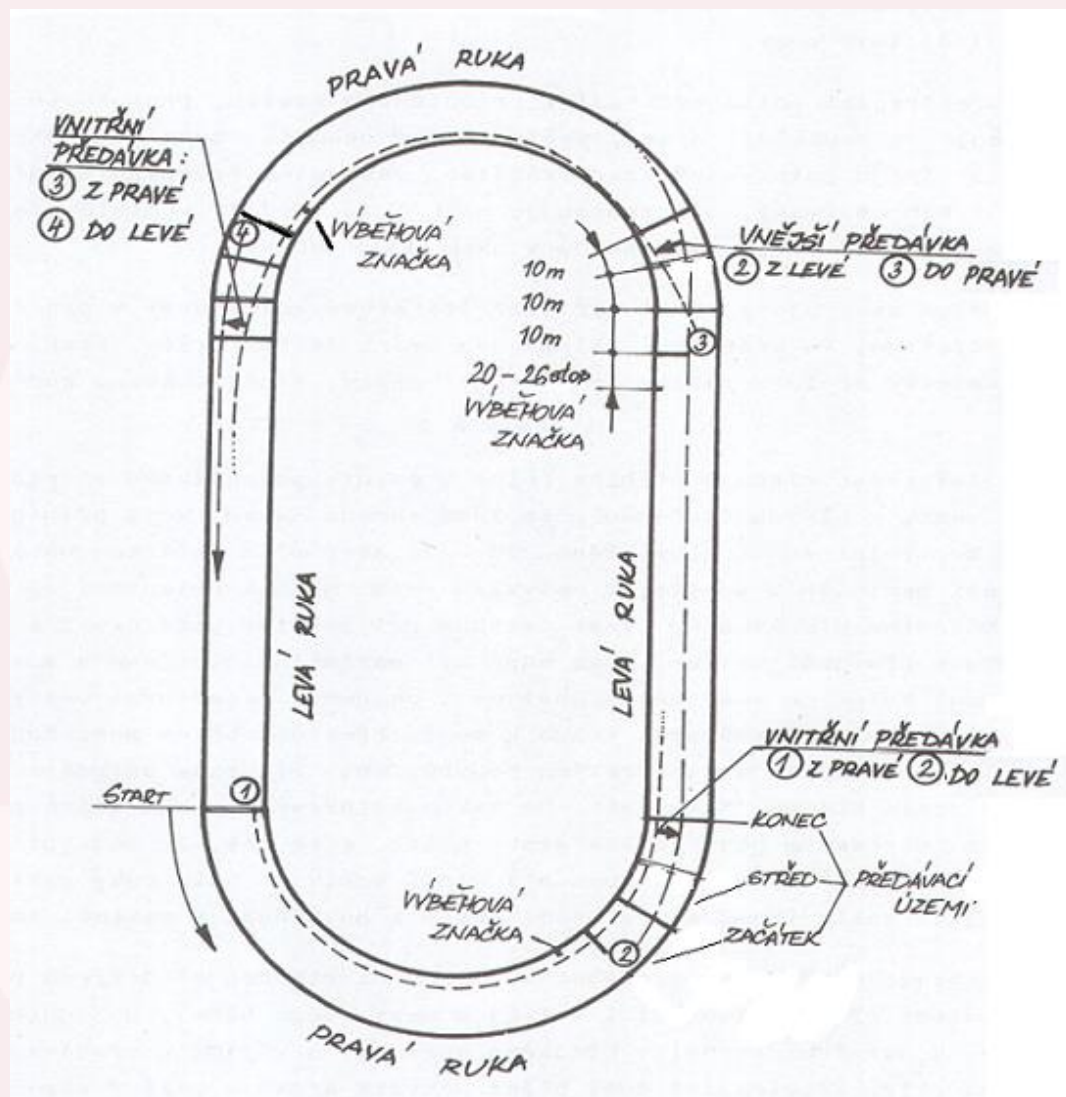 PRAVÁ RUKA
VNITŘNÍ
PŘEDÁVKA:
③ Z PRAVÉ
④ DO LEVÉ
④
VÝBĚHOVÁ
ZNAČKA
VNĚJŠÍ PŘEDÁVKA
② Z LEVÉ ③ DO PRAVÉ
10m
10m
10m
③
20-26 stop
VÝBĚHOVÁ
ZNAČKA
LEVÁ RUKA
LEVÁ RUKA
VNITŘNÍ PŘEDÁVKA
① Z PRAVÉ ② DO LEVÉ
START
①
KONEC
STŘED
PŘEDÁVACÍ
ÚZEMÍ
ZAČÁTEK
VÝBĚHOVÁ
ZNAČKA
②
PRAVÁ RUKA